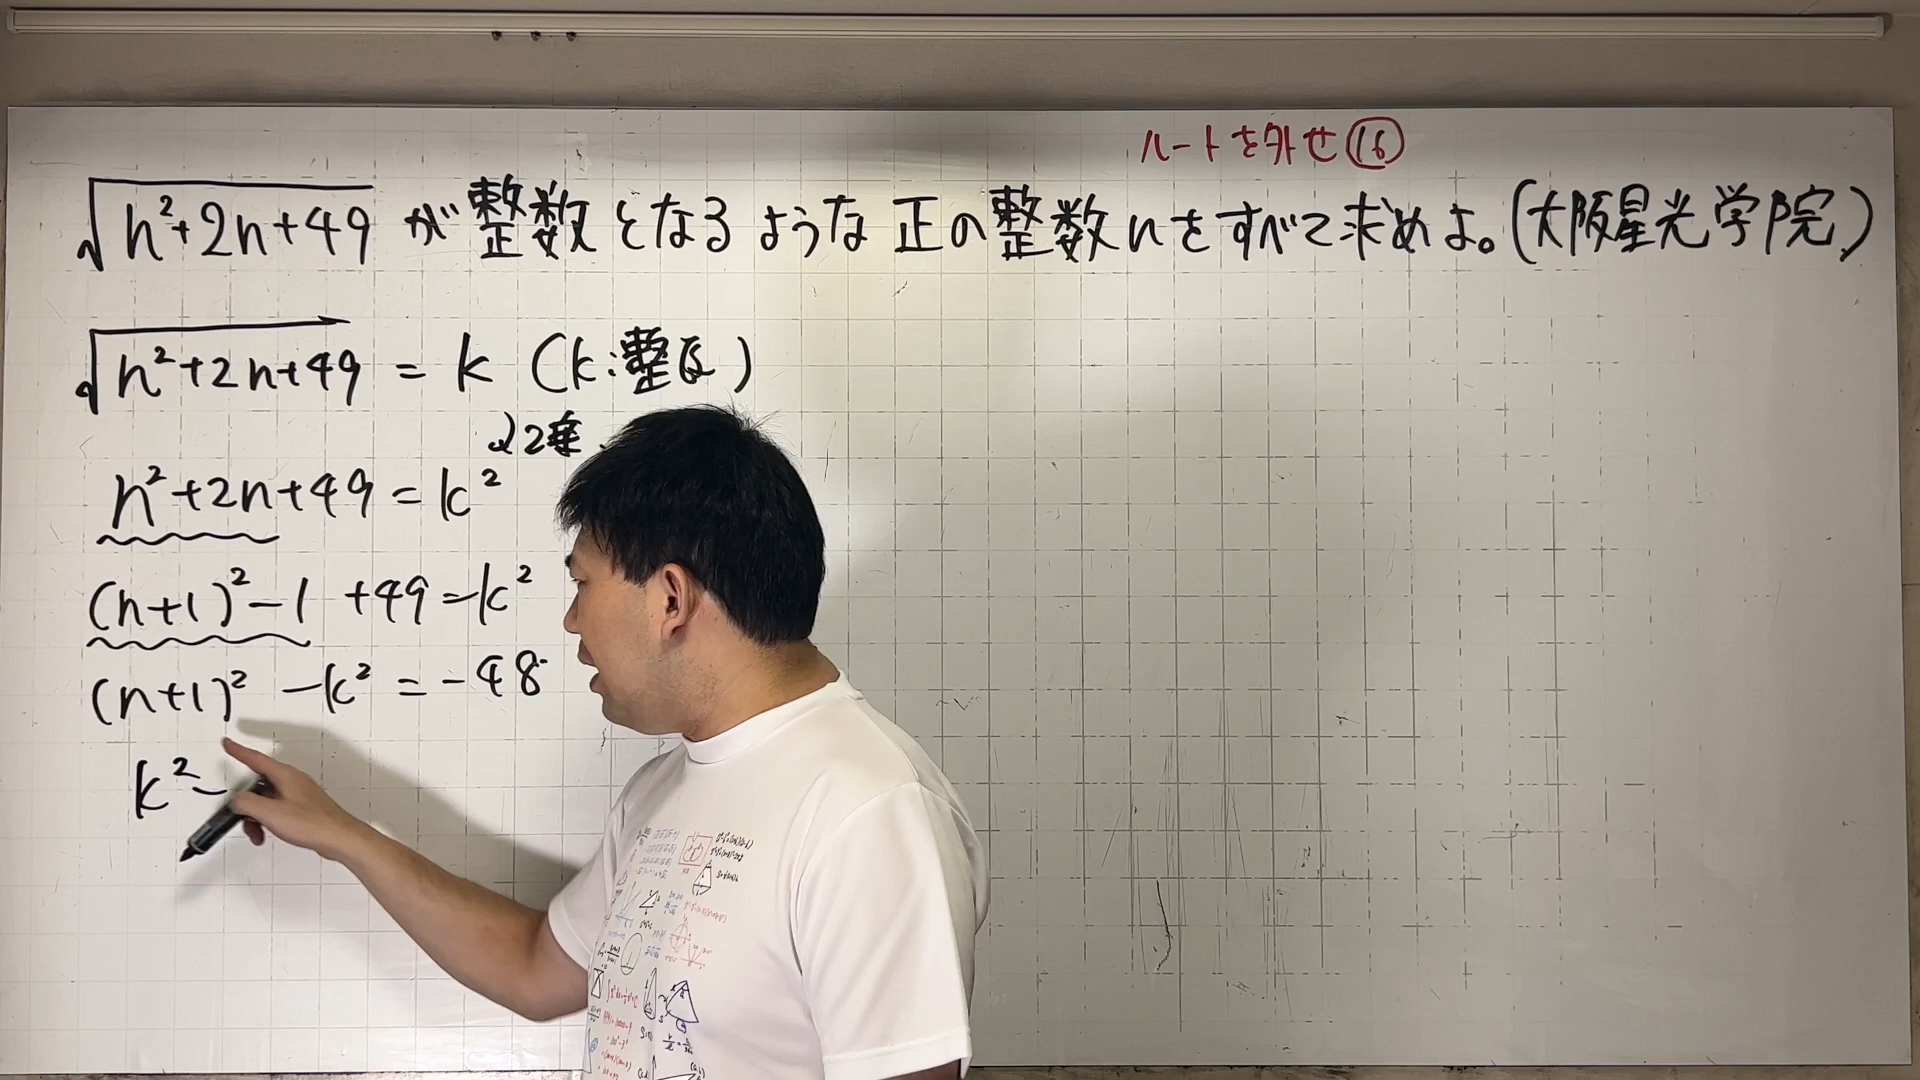 ルートを外せ⑯
√n²+2n+49 が整数となるような正の整数nをすべて求めよ。(大阪星光学院)
√n²+2n+49 = k (k:整数)
↓2乗
n²+2n+49=k²
(n+1)²-1 +49=k²
(n+1)² -k² = -48
k²-